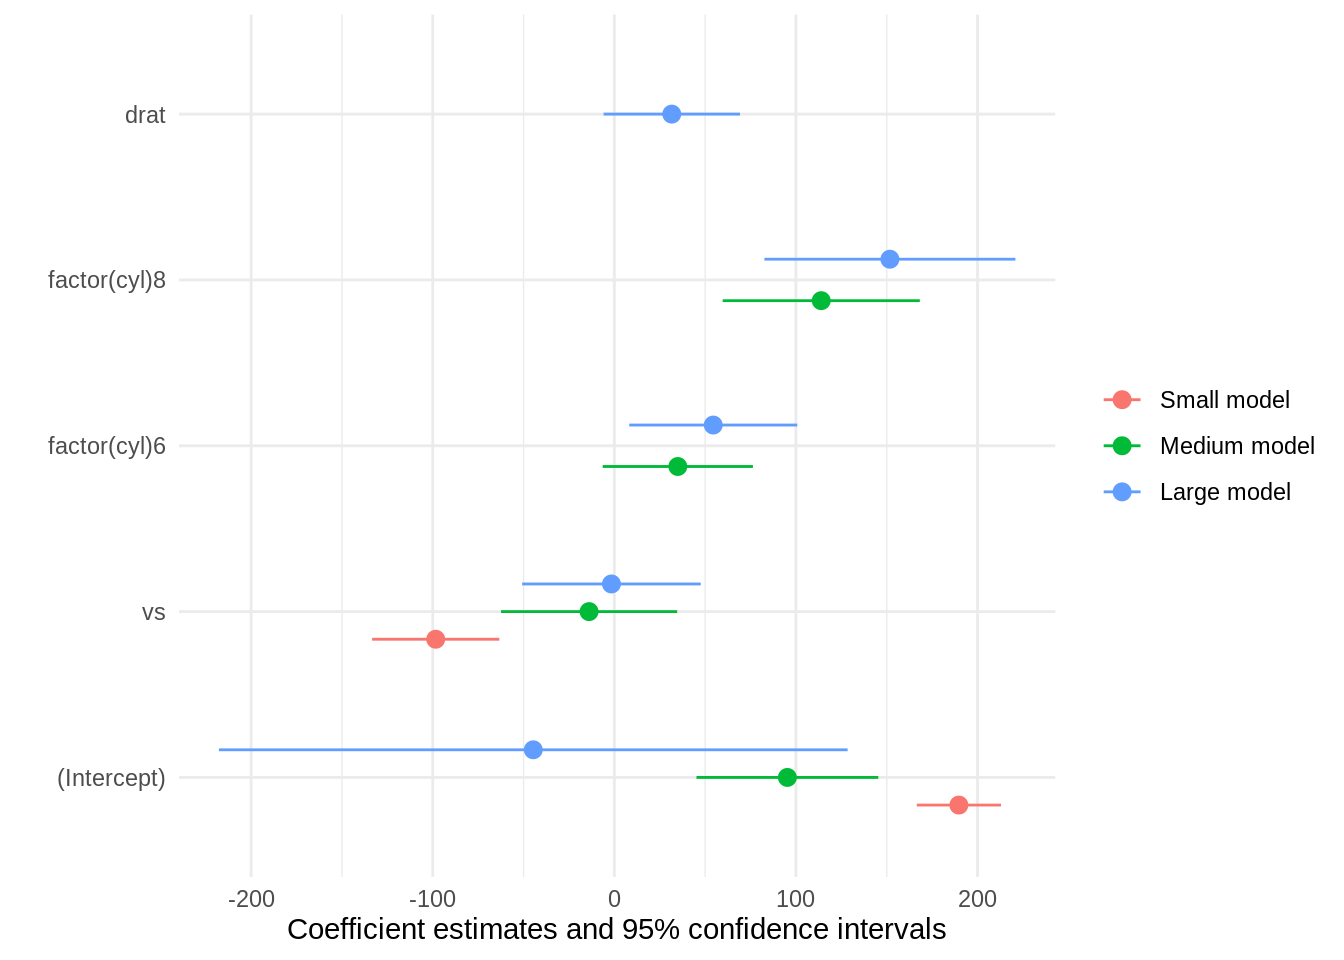 drat
factor(cyl)8
factor(cyl)6
vs
(Intercept)
-200 -100 0 100 200
Coefficient estimates and 95% confidence intervals
Small model
Medium model
Large model